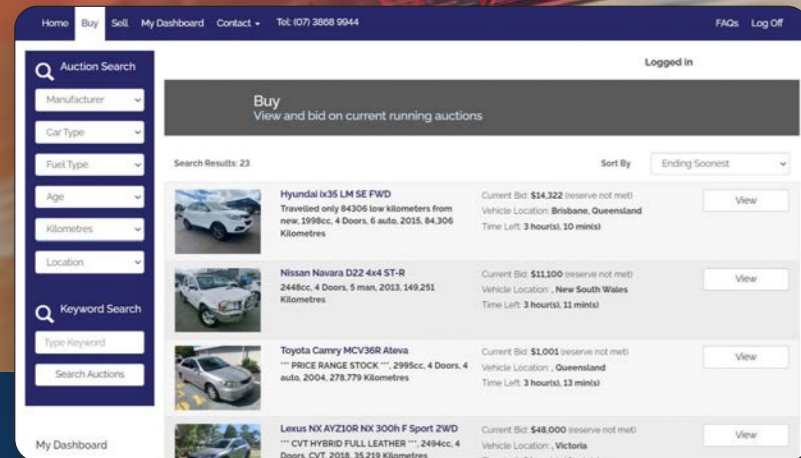 Home Buy Sell My Dashboard Contact Tel: (07) 3868 9944 FAQs Log Off
Auction Search
Manufacturer
Car Type
Fuel Type
Age
Kilometres
Location
Keyword Search
Type Keyword
Search Auctions
My Dashboard
Logged in
Buy
View and bid on current running auctions
Search Results: 23 Sort By Ending Soonest
Hyundai ix35 LM SE FWD
Travelled only 84306 low kilometers from
new, 1998cc, 4 Doors, 6 auto, 2015, 84,306
Kilometres
Current Bid: $14,322 (reserve not met)
Vehicle Location: Brisbane, Queensland
Time Left: 3 hour(s), 10 min(s)
View
Nissan Navara D22 4x4 ST-R
2448cc, 4 Doors, 5 man, 2013, 149,251
Kilometres
Current Bid: $11,100 (reserve not met)
Vehicle Location: , New South Wales
Time Left: 3 hour(s), 11 min(s)
View
Toyota Camry MCV36R Ateva
*** PRICE RANGE STOCK ***, 2995cc, 4 Doors, 4
auto, 2004, 278,779 Kilometres
Current Bid: $1,001 (reserve not met)
Vehicle Location: , Queensland
Time Left: 3 hour(s), 13 min(s)
View
Lexus NX AYZ10R NX 300h F Sport 2WD
*** CVT HYBRID FULL LEATHER ***, 2494cc, 4
Doors, CVT, 2018, 35,219 Kilometres
Current Bid: $48,000 (reserve not met)
Vehicle Location: , Victoria
View